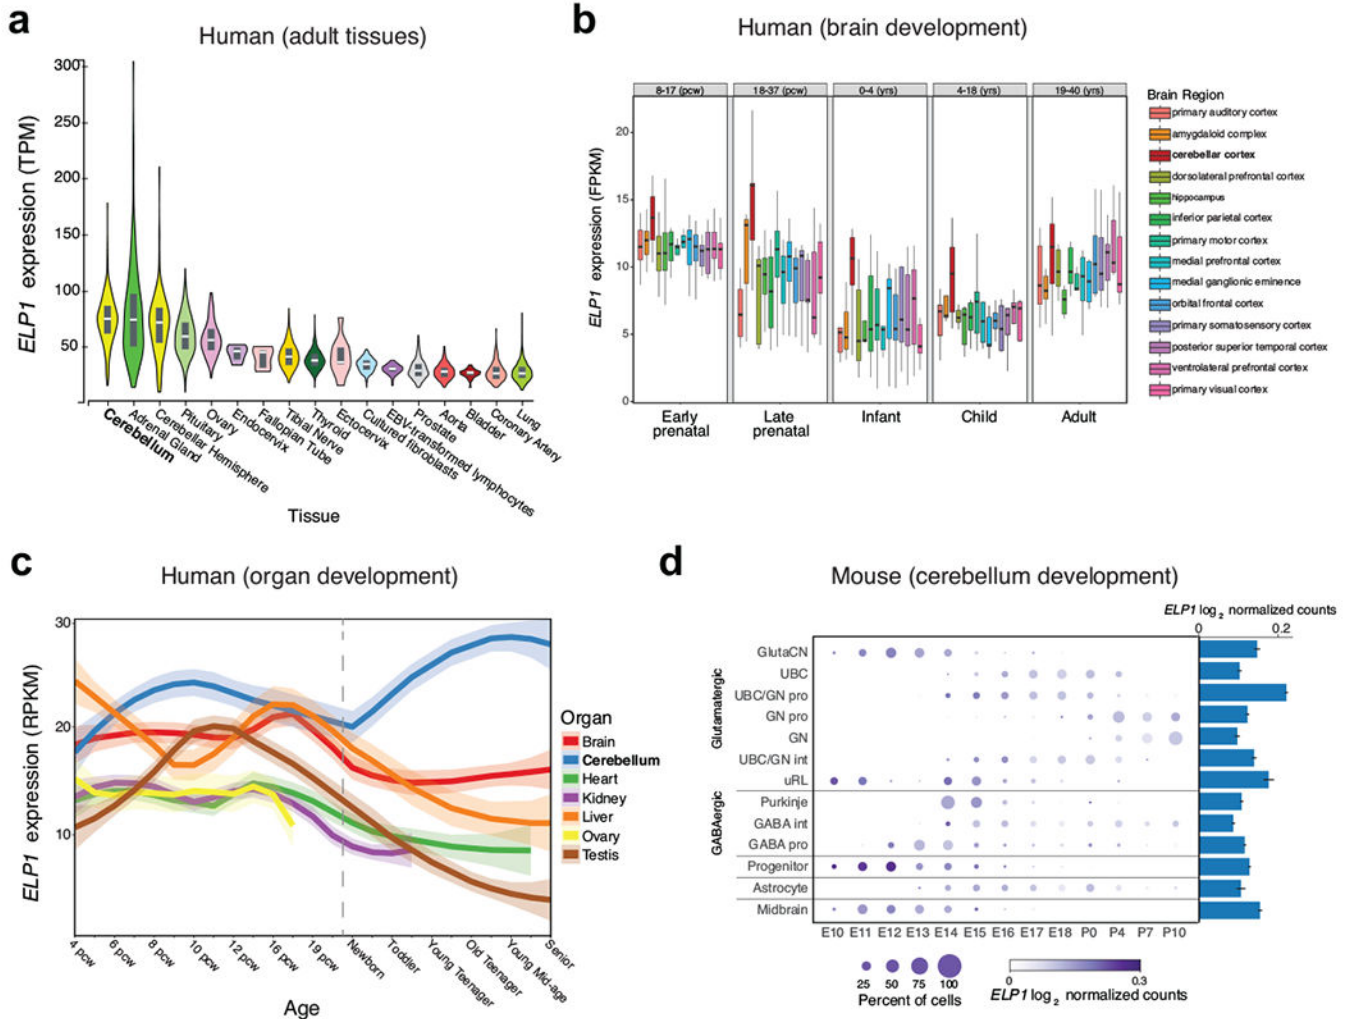 a
Human (adult tissues)
ELP1 expression (TPM)
300
250
200
150
100
50
Cerebellum
Adrenal Gland
Cerebellar Hemisphere
Pituitary
Ovary
Endocervix
Fallopian Tube
Tibial Nerve
Thyroid
Ectocervix
Cultured fibroblasts
EBV-transformed lymphocytes
Prostate
Aorta
Bladder
Coronary Artery
Lung
Tissue
b
Human (brain development)
8-17 (pcw)
18-37 (pcw)
0-4 (yrs)
4-18 (yrs)
19-40 (yrs)
ELP1 expression (FPKM)
20
15
10
5
0
Early
prenatal
Late
prenatal
Infant
Child
Adult
Brain Region
primary auditory cortex
amygdaloid complex
cerebellar cortex
dorsolateral prefrontal cortex
hippocampus
inferior parietal cortex
primary motor cortex
medial prefrontal cortex
medial ganglionic eminence
orbital frontal cortex
primary somatosensory cortex
posterior superior temporal cortex
ventrolateral prefrontal cortex
primary visual cortex
c
Human (organ development)
ELP1 expression (RPKM)
30
20
10
4 pcw
6 pcw
8 pcw
10 pcw
12 pcw
16 pcw
19 pcw
Newborn
Toddler
Young Teenager
Old Teenager
Young Mid-age
Senior
Age
Organ
Brain
Cerebellum
Heart
Kidney
Liver
Ovary
Testis
d
Mouse (cerebellum development)
ELP1 log2 normalized counts
0 0.2
Glutamatergic
GlutaCN
UBC
UBC/GN pro
GN pro
GN
UBC/GN int
uRL
GABAergic
Purkinje
GABA int
GABA pro
Progenitor
Astrocyte
Midbrain
E10 E11 E12 E13 E14 E15 E16 E17 E18 P0 P4 P7 P10
25 50 75 100
Percent of cells
0 0.3
ELP1 log2 normalized counts